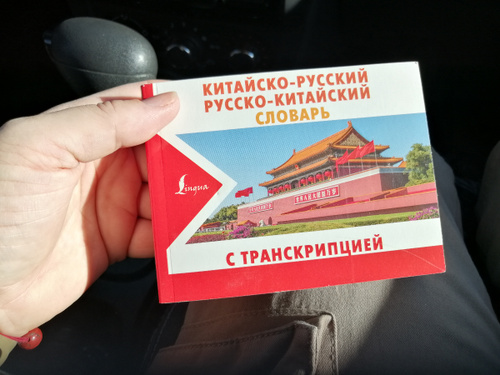 КИТАЙСКО-РУССКИЙ
РУССКО-КИТАЙСКИЙ
СЛОВАРЬ
Lingua
С ТРАНСКРИПЦИЕЙ